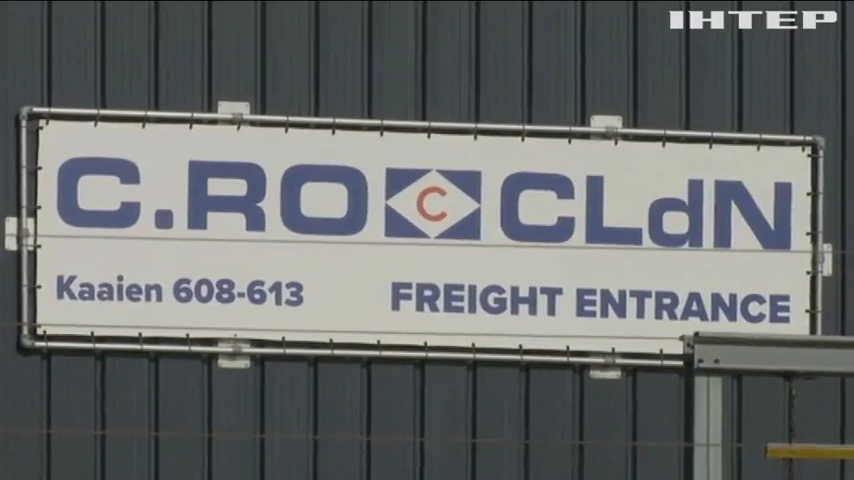 ІНТЕР
C.RO C CLdN
Kaaien 608-613 FREIGHT ENTRANCE